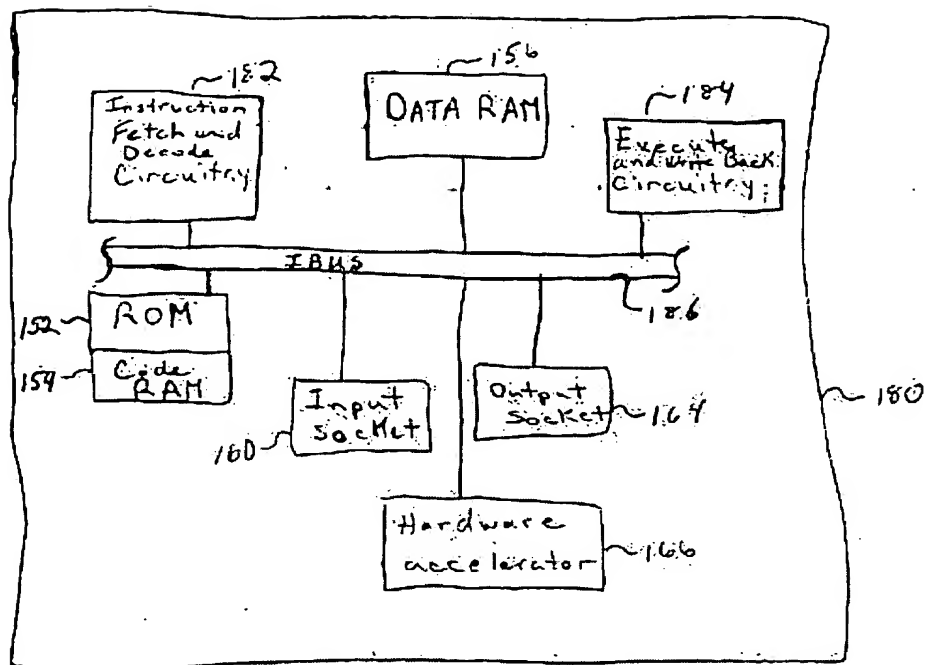 182
Instruction
Fetch and
Decode
Circuitry
156
DATA RAM
184
Execute
and Write Back
Circuitry
IBUS
186
152
ROM
154
Code
RAM
160
Input
Socket
Output
Socket
164
180
Hardware
accelerator
166